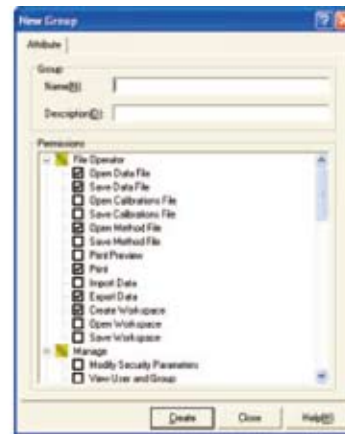 New Group
Attribute
Group
Name(N):
Description(D):
Permissions
File Operator
Open Data File
Save Data File
Open Calibrations File
Save Calibrations File
Open Method File
Save Method File
Print Preview
Print
Import Data
Export Data
Create Workspace
Open Workspace
Save Workspace
Manage
Modify Security Parameters
View User and Group
Create Close Help(H)